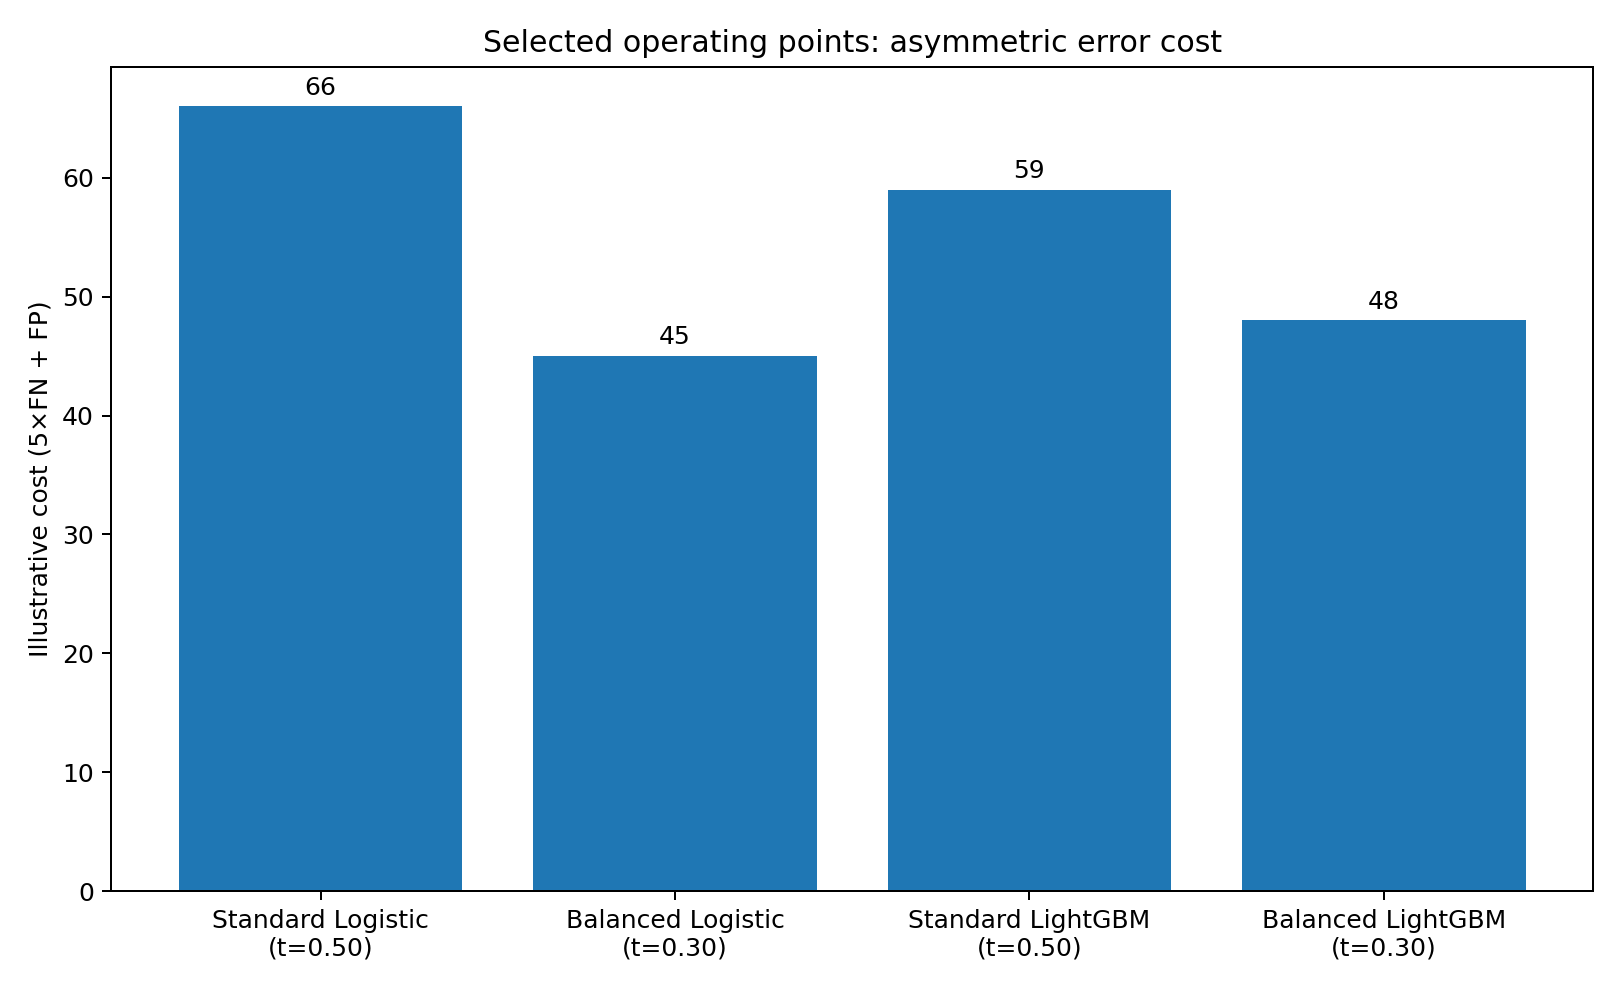 Selected operating points: asymmetric error cost
Illustrative cost (5×FN + FP)
60
50
40
30
20
10
0
66
45
59
48
Standard Logistic
(t=0.50)
Balanced Logistic
(t=0.30)
Standard LightGBM
(t=0.50)
Balanced LightGBM
(t=0.30)